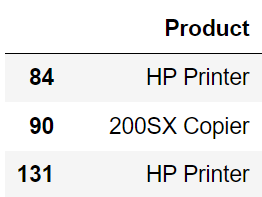 Product
84 HP Printer
90 200SX Copier
131 HP Printer